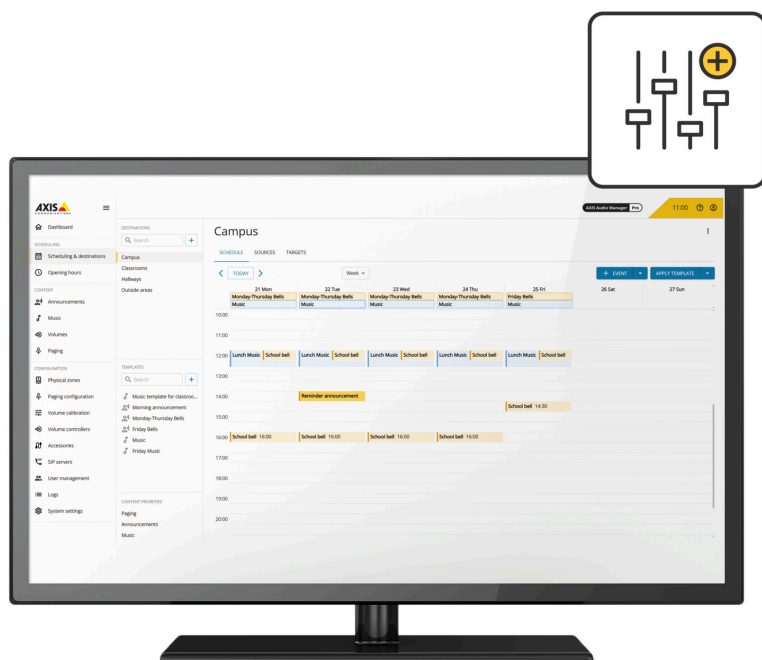 AXIS
COMMUNICATIONS
AXIS Audio Manager Pro
11:00
Dashboard
SCHEDULING
Scheduling & destinations
Opening hours
CONTENT
Announcements
Music
Volumes
Paging
CONFIGURATION
Physical zones
Paging configuration
Volume calibration
Volume controllers
Accessories
SIP servers
User management
Logs
System settings
DESTINATIONS
Search
Campus
Classrooms
Hallways
Outside areas
TEMPLATES
Search
Music template for classroo...
Morning announcement
Monday-Thursday Bells
Friday Bells
Music
Friday Music
CONTENT PRIORITIES
Paging
Announcements
Music
Campus
SCHEDULE SOURCES TARGETS
TODAY Week + EVENT APPLY TEMPLATE
21 Mon 22 Tue 23 Wed 24 Thu 25 Fri 26 Sat 27 Sun
Monday-Thursday Bells Monday-Thursday Bells Monday-Thursday Bells Monday-Thursday Bells Friday Bells
Music Music Music Music Music
10:00
11:00
12:00 Lunch Music School bell Lunch Music School bell Lunch Music School bell Lunch Music School bell Lunch Music School bell
13:00
14:00 Reminder announcement
School bell 14:30
15:00
16:00 School bell 16:00 School bell 16:00 School bell 16:00 School bell 16:00
17:00
18:00
19:00
20:00